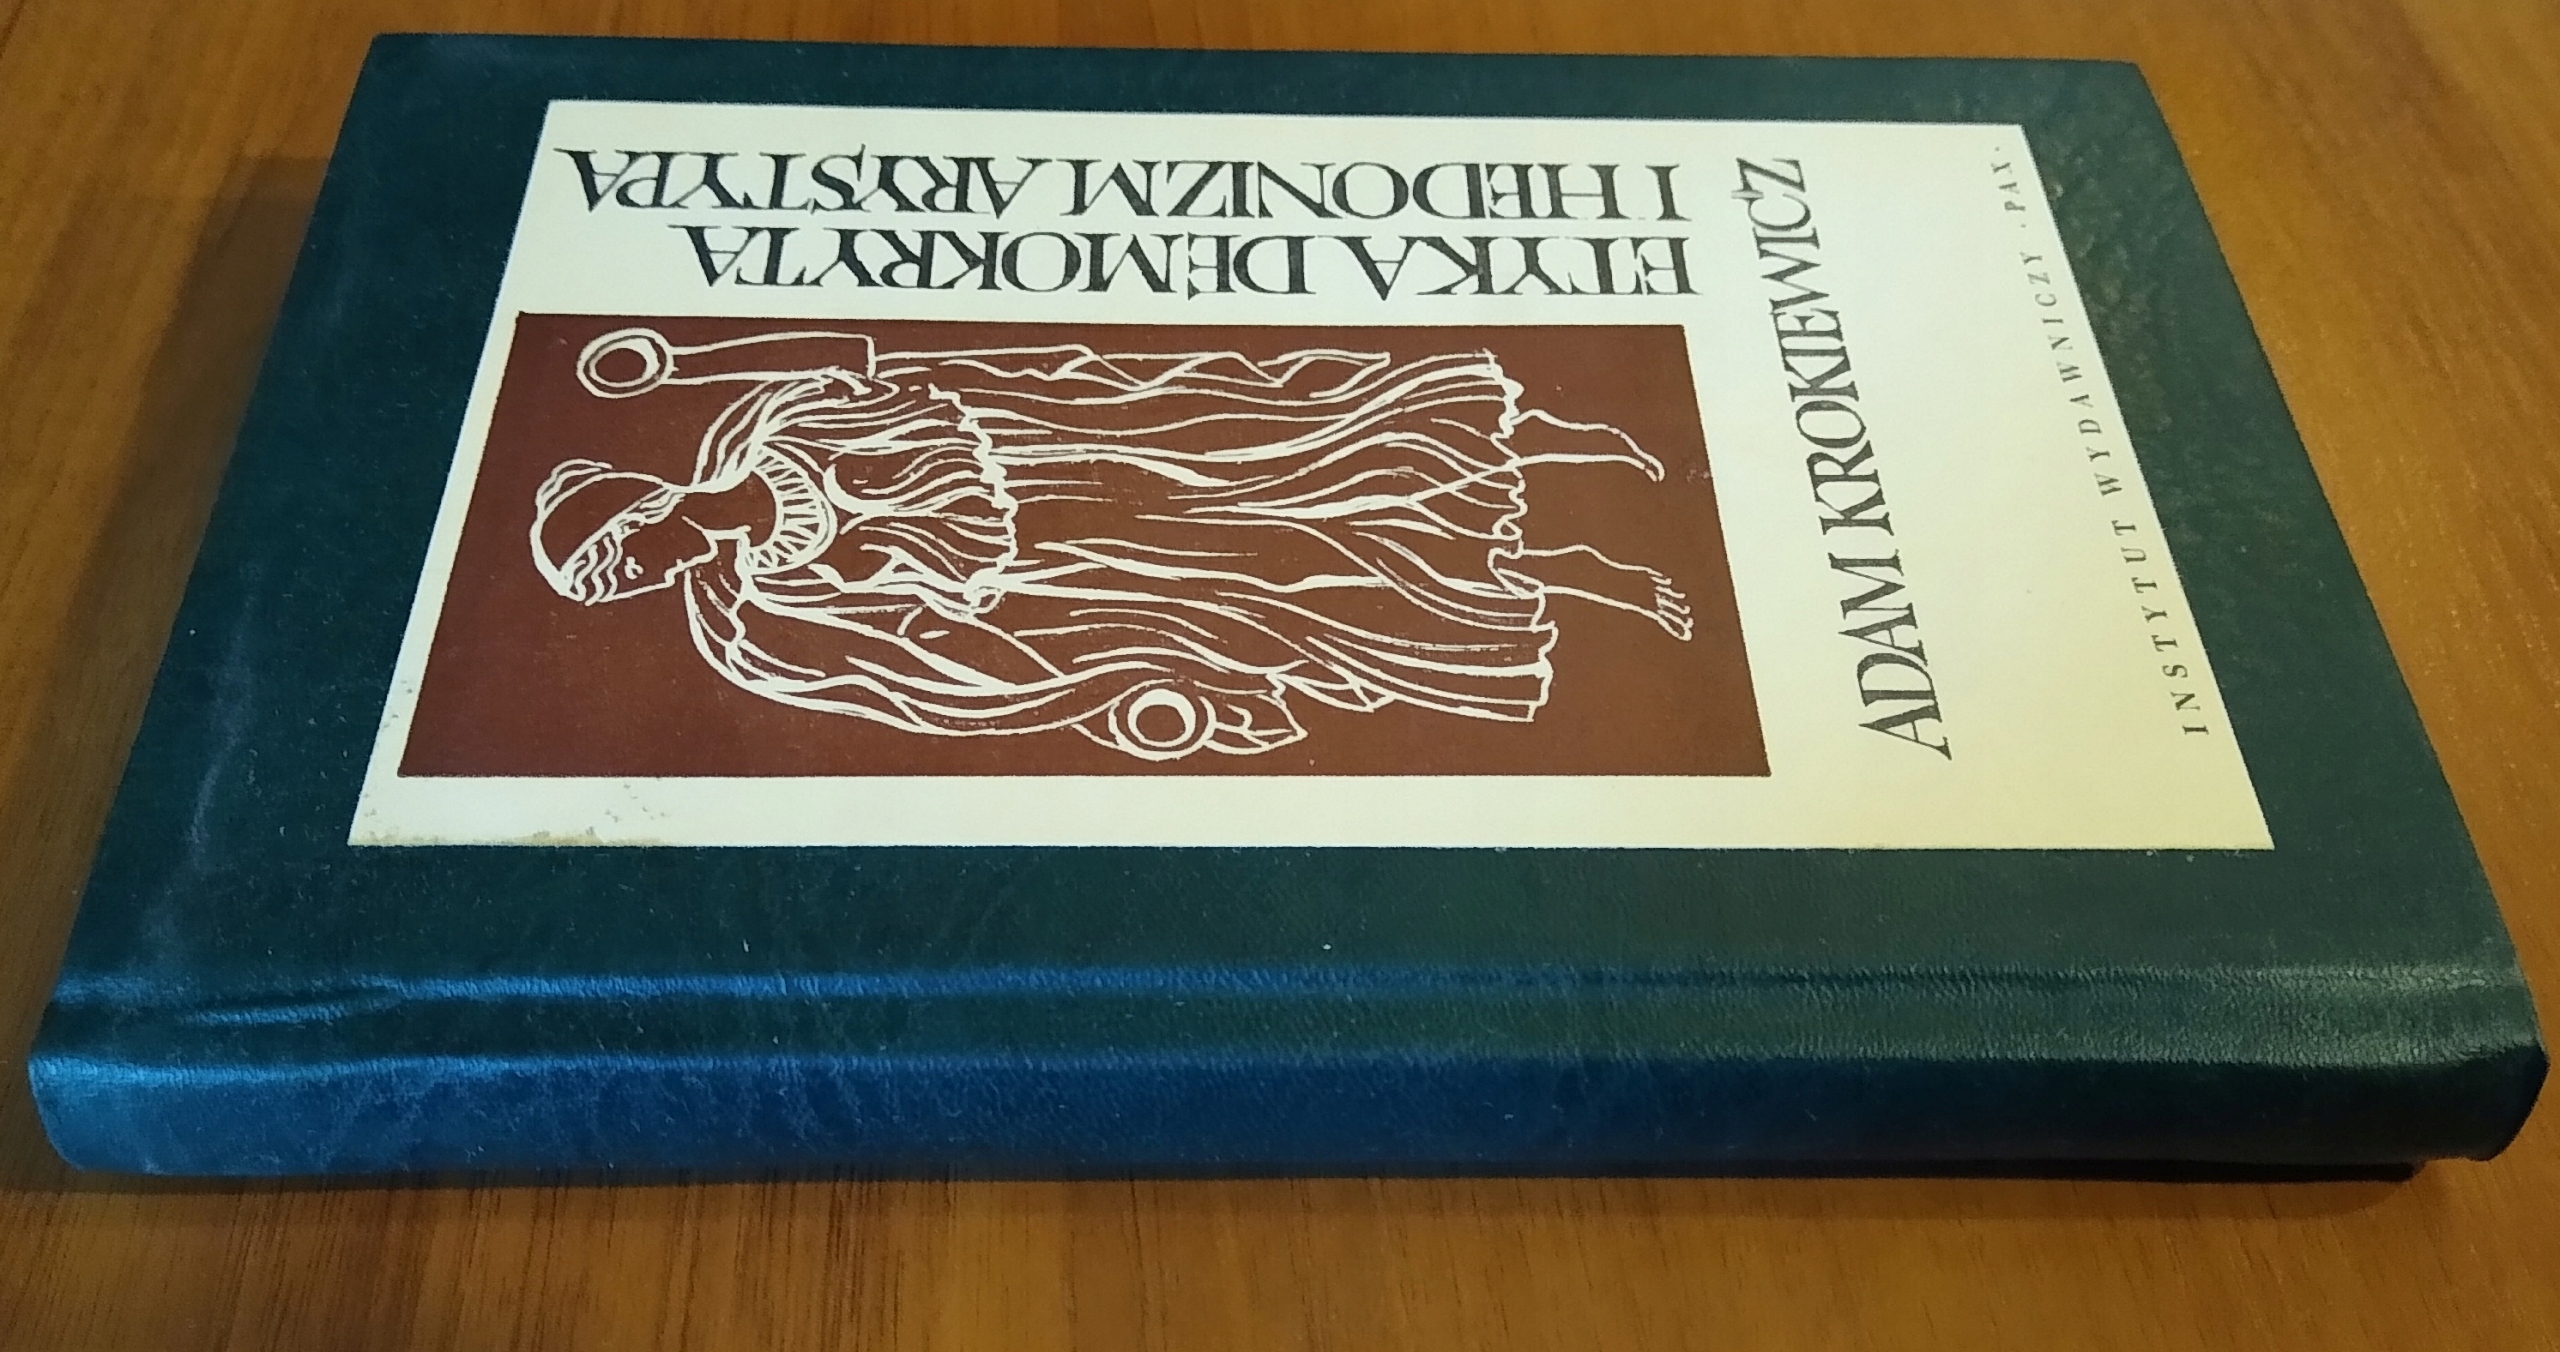 ETYKA DEMOKRYTA
I HEDONIZM ARYSTYPA
ADAM KROKIEWICZ
INSTYTUT WYDAWNICZY · PAX ·